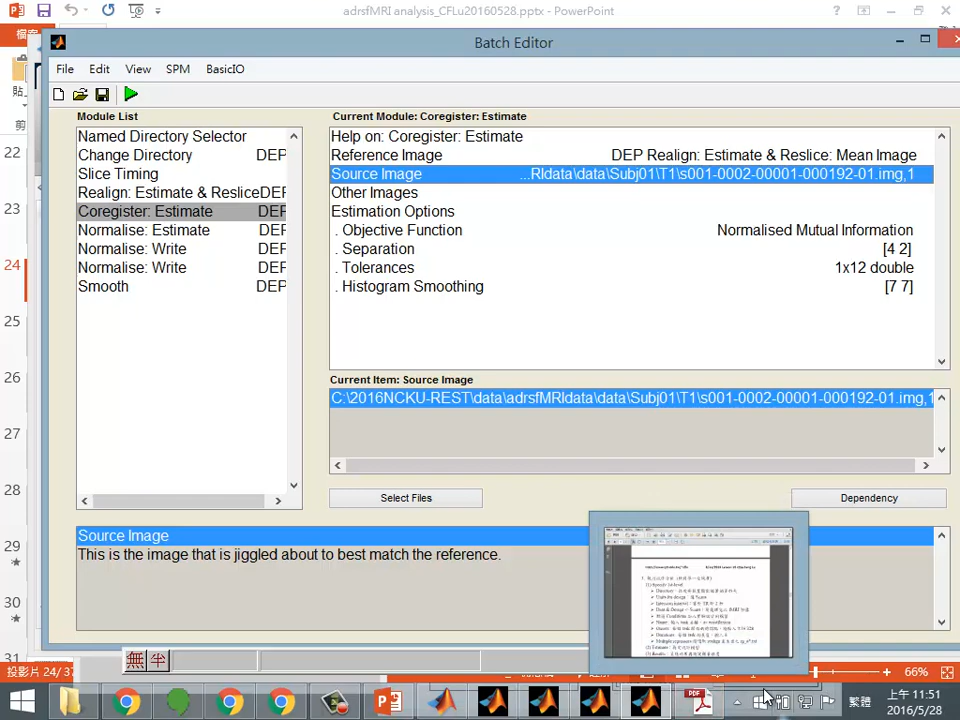 adrsfMRI analysis_CFLu20160528.pptx - PowerPoint
檔案
Batch Editor
File Edit View SPM BasicIO
貼
剪
Module List
Named Directory Selector
Change Directory DEP
Slice Timing
Realign: Estimate & Reslice DEP
Coregister: Estimate DEP
Normalise: Estimate DEP
Normalise: Write DEP
Normalise: Write DEP
Smooth DEP
Current Module: Coregister: Estimate
Help on: Coregister: Estimate
Reference Image DEP Realign: Estimate & Reslice: Mean Image
Source Image ...RIdata\data\Subj01\T1\s001-0002-00001-000192-01.img,1
Other Images
Estimation Options
. Objective Function Normalised Mutual Information
. Separation [4 2]
. Tolerances 1x12 double
. Histogram Smoothing [7 7]
Current Item: Source Image
C:\2016NCKU-REST\data\adrsfMRIdata\data\Subj01\T1\s001-0002-00001-000192-01.img,1
Select Files
Dependency
Source Image
This is the image that is jiggled about to best match the reference.
22
23
24
25
26
27
28
29
30
31
無 半
投影片 24/37
66%
PDF
繁體
上午 11:51
2016/5/28